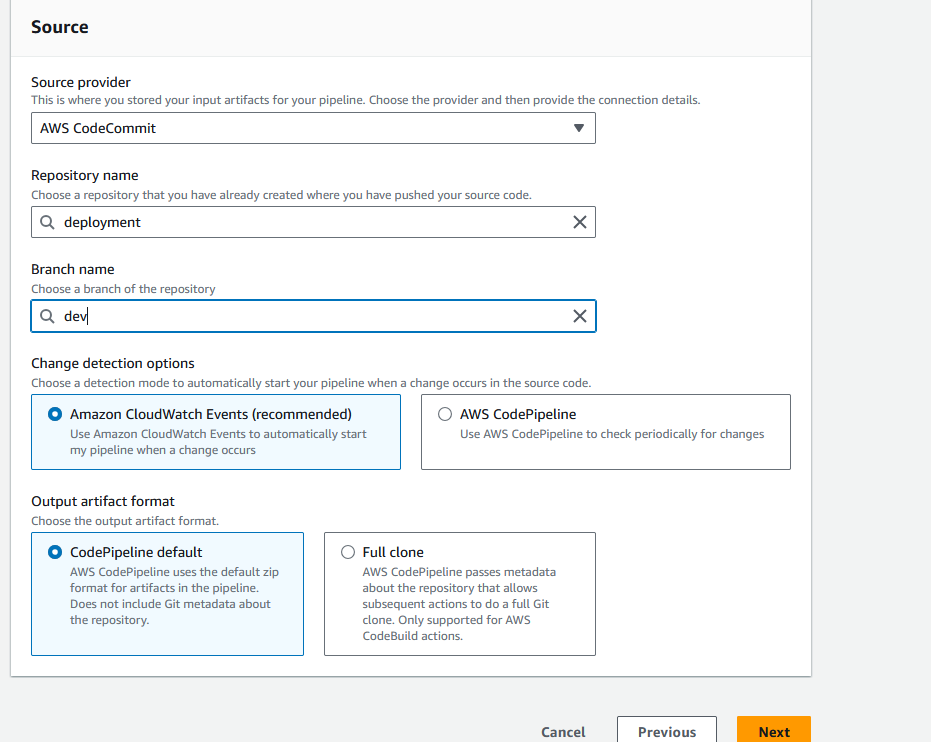 Source
Source provider
This is where you stored your input artifacts for your pipeline. Choose the provider and then provide the connection details.
AWS CodeCommit
Repository name
Choose a repository that you have already created where you have pushed your source code.
deployment
Branch name
Choose a branch of the repository
dev
Change detection options
Choose a detection mode to automatically start your pipeline when a change occurs in the source code.
Amazon CloudWatch Events (recommended)
Use Amazon CloudWatch Events to automatically start
my pipeline when a change occurs
AWS CodePipeline
Use AWS CodePipeline to check periodically for changes
Output artifact format
Choose the output artifact format.
CodePipeline default
AWS CodePipeline uses the default zip
format for artifacts in the pipeline.
Does not include Git metadata about
the repository.
Full clone
AWS CodePipeline passes metadata
about the repository that allows
subsequent actions to do a full Git
clone. Only supported for AWS
CodeBuild actions.
Cancel
Previous
Next